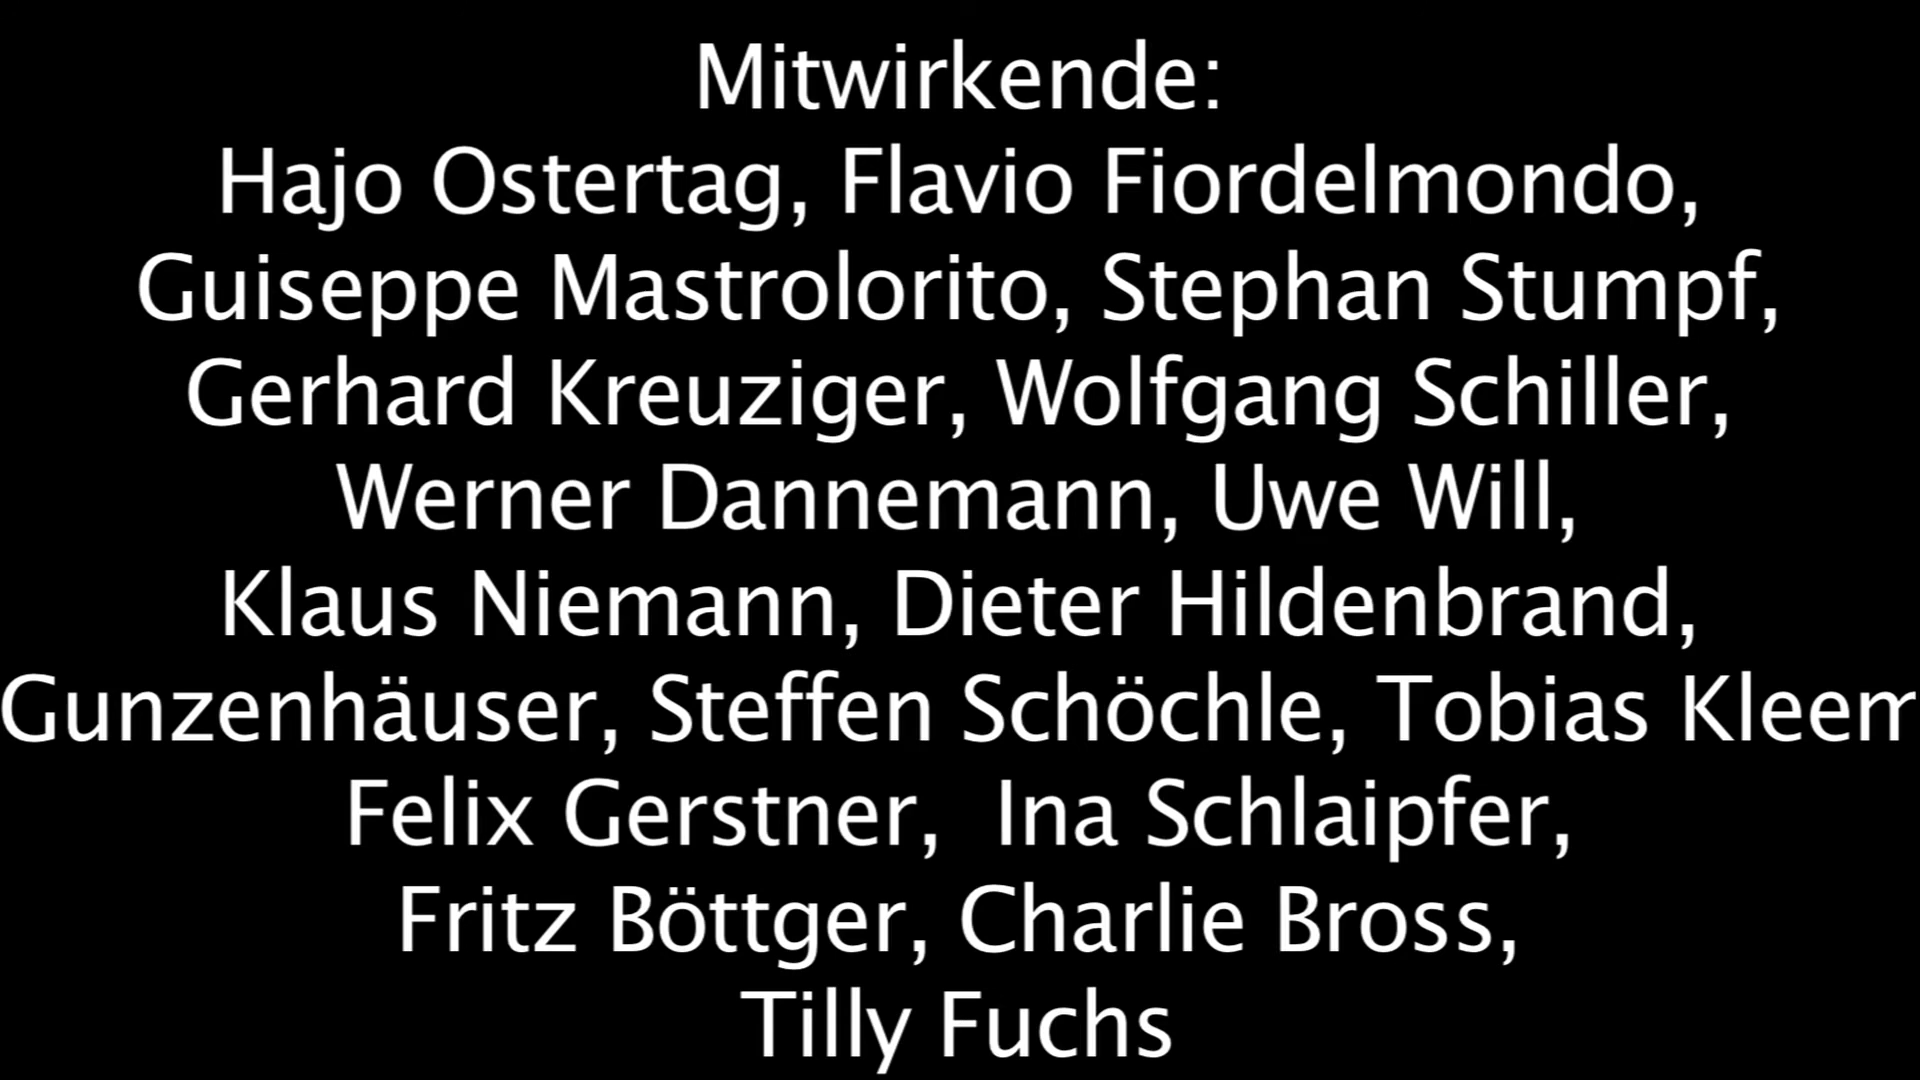 Mitwirkende:
Hajo Ostertag, Flavio Fiordelmondo,
Guiseppe Mastrolorito, Stephan Stumpf,
Gerhard Kreuziger, Wolfgang Schiller,
Werner Dannemann, Uwe Will,
Klaus Niemann, Dieter Hildenbrand,
Gunzenhäuser, Steffen Schöchle, Tobias Kleem
Felix Gerstner,  Ina Schlaipfer,
Fritz Böttger, Charlie Bross,
Tilly Fuchs